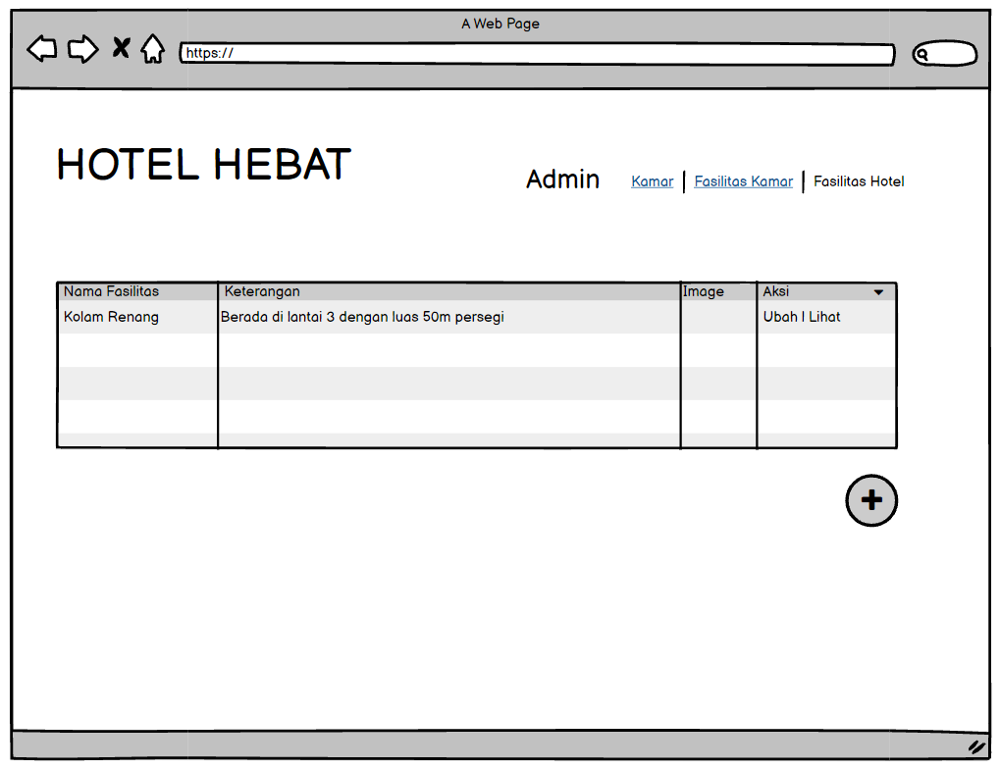 A Web Page
https://
HOTEL HEBAT
Admin Kamar | Fasilitas Kamar | Fasilitas Hotel
Nama Fasilitas Keterangan Image Aksi
Kolam Renang Berada di lantai 3 dengan luas 50m persegi Ubah | Lihat